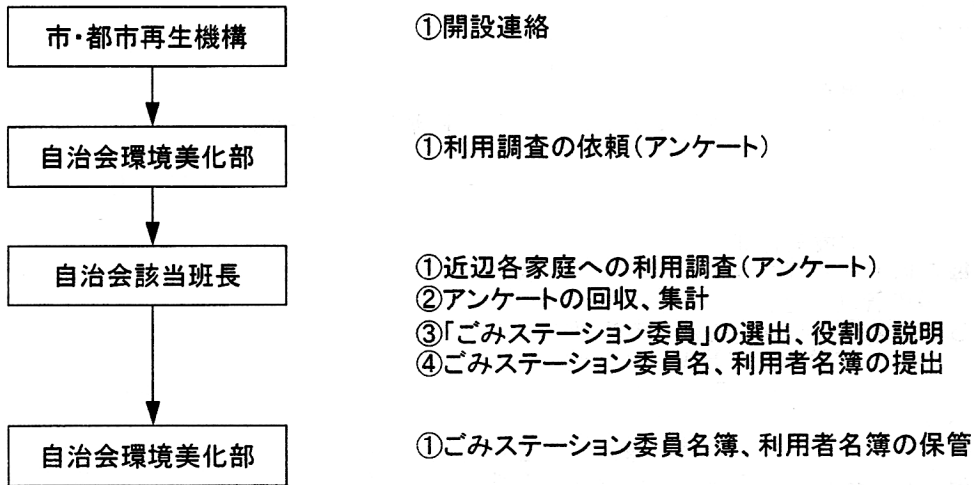 市・都市再生機構
①開設連絡
自治会環境美化部
①利用調査の依頼(アンケート)
自治会該当班長
①近辺各家庭への利用調査(アンケート)
②アンケートの回収、集計
③「ごみステーション委員」の選出、役割の説明
④ごみステーション委員名、利用者名簿の提出
自治会環境美化部
①ごみステーション委員名簿、利用者名簿の保管